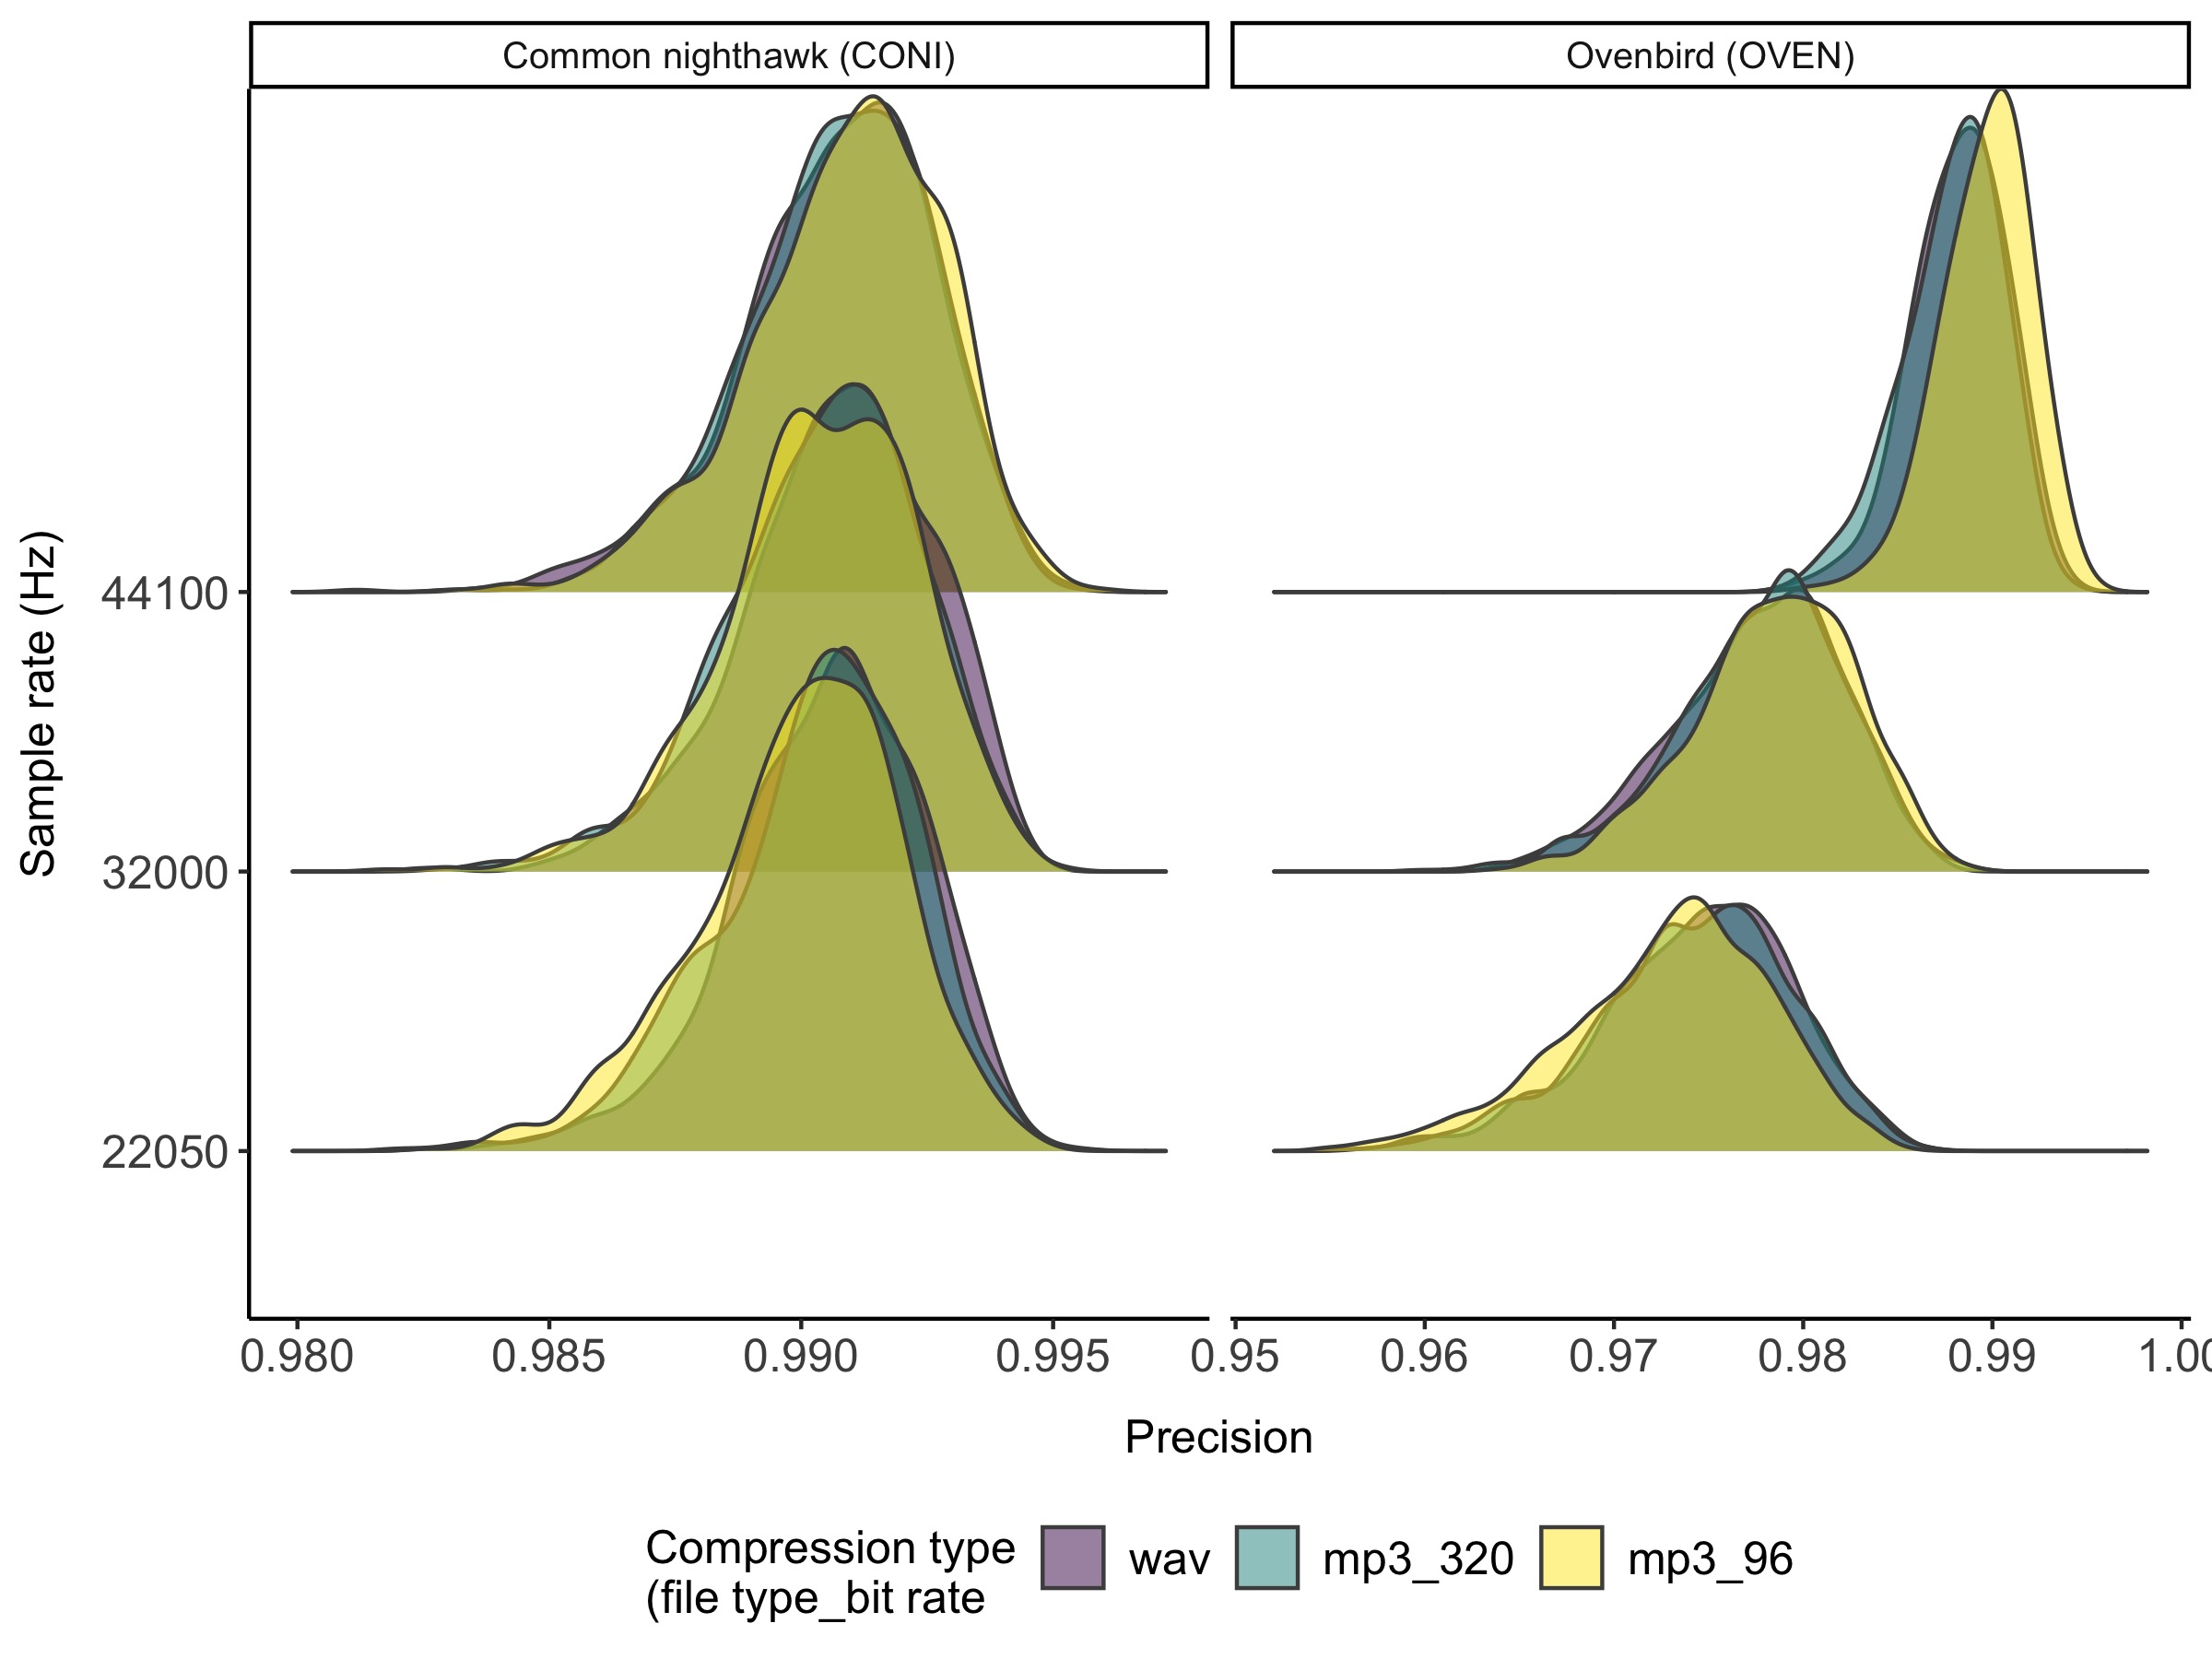 Common nighthawk (CONI)
Ovenbird (OVEN)
Sample rate (Hz)
44100
32000
22050
0.980 0.985 0.990 0.995 0.95 0.96 0.97 0.98 0.99 1.00
Precision
Compression type
(file type_bit rate
wav mp3_320 mp3_96